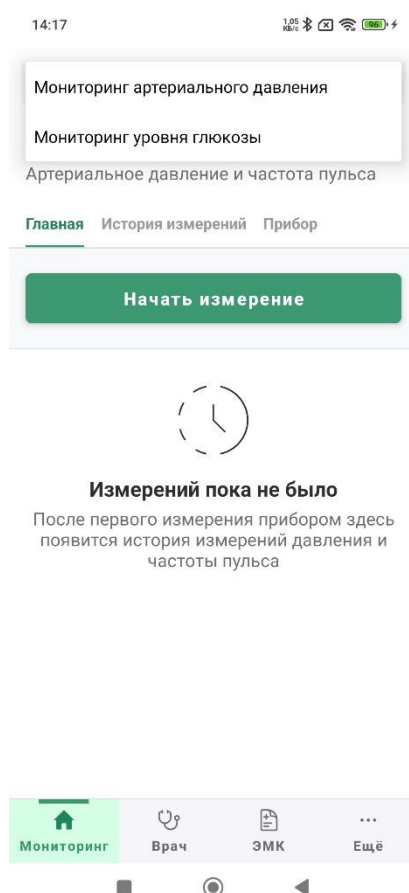 14:17
1,05
КБ/с
96
Мониторинг артериального давления
Мониторинг уровня глюкозы
Артериальное давление и частота пульса
Главная История измерений Прибор
Начать измерение
Измерений пока не было
После первого измерения прибором здесь
появится история измерений давления и
частоты пульса
Мониторинг Врач ЭМК Ещё